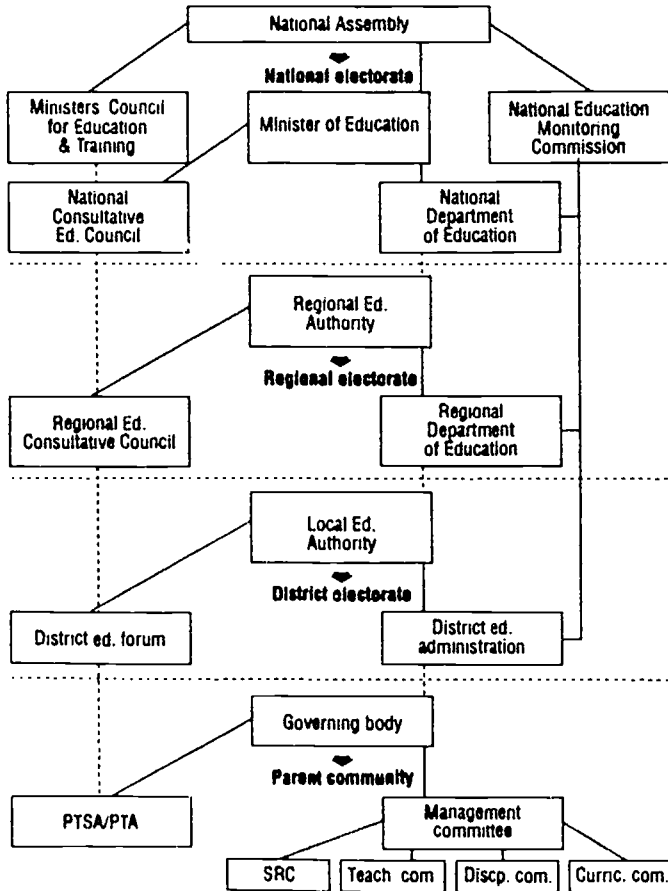 National Assembly
National electorate
Ministers Council
for Education
& Training
Minister of Education
National Education
Monitoring
Commission
National
Consultative
Ed. Council
National
Department
of Education
Regional Ed.
Authority
Regional electorate
Regional Ed.
Consultative Council
Regional
Department
of Education
Local Ed.
Authority
District electorate
District ed. forum
District ed.
administration
Governing body
Parent community
PTSA/PTA
Management
committee
SRC
Teach com
Discp. com.
Curric. com.